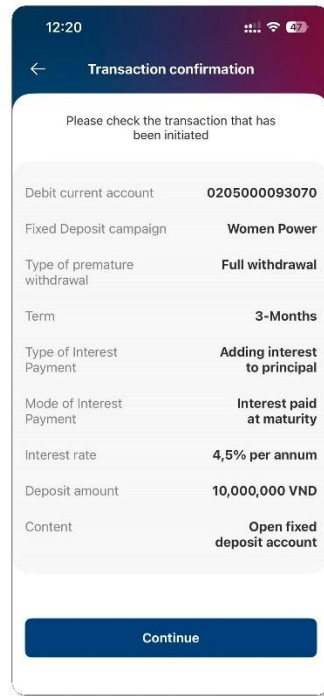 12:20
47
Transaction confirmation
Please check the transaction that has
been initiated
Debit current account 0205000093070
Fixed Deposit campaign Women Power
Type of premature Full withdrawal
withdrawal
Term 3-Months
Type of Interest Adding interest
Payment to principal
Mode of Interest Interest paid
Payment at maturity
Interest rate 4,5% per annum
Deposit amount 10,000,000 VND
Content Open fixed
deposit account
Continue